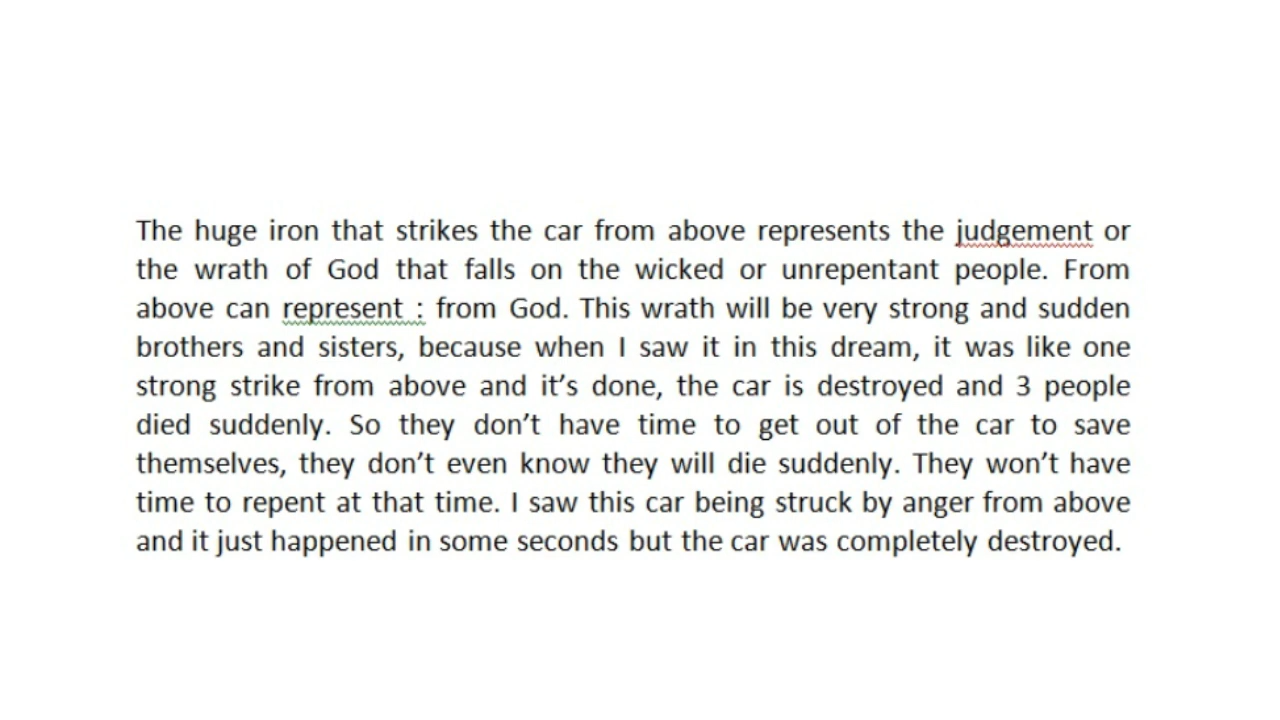 The huge iron that strikes the car from above represents the judgement or
the wrath of God that falls on the wicked or unrepentant people. From
above can represent : from God. This wrath will be very strong and sudden
brothers and sisters, because when I saw it in this dream, it was like one
strong strike from above and it’s done, the car is destroyed and 3 people
died suddenly. So they don’t have time to get out of the car to save
themselves, they don’t even know they will die suddenly. They won’t have
time to repent at that time. I saw this car being struck by anger from above
and it just happened in some seconds but the car was completely destroyed.